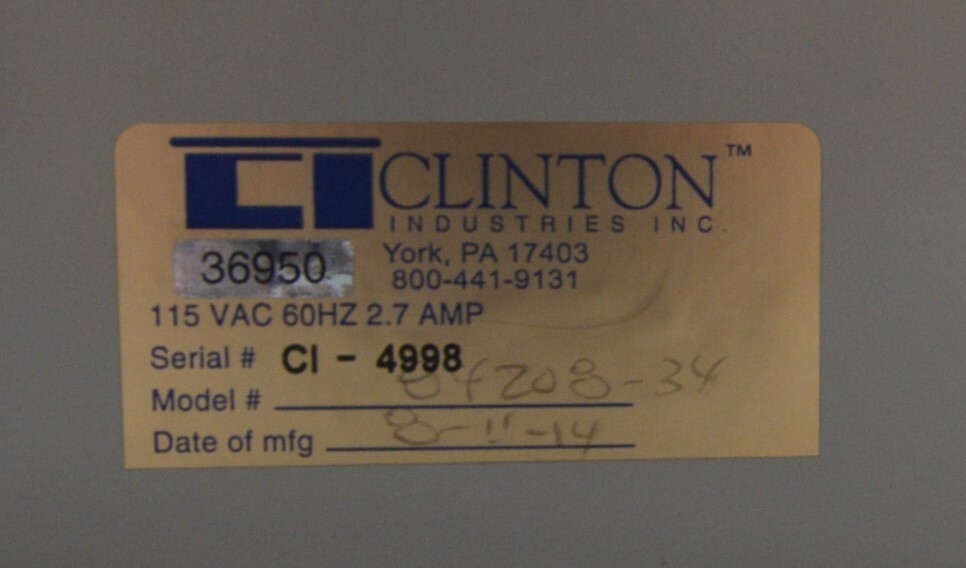 CI CLINTON™
INDUSTRIES INC.
York, PA 17403
36950
800-441-9131
115 VAC 60HZ 2.7 AMP
Serial # CI - 4998
Model # 84208-34
Date of mfg 8-11-14